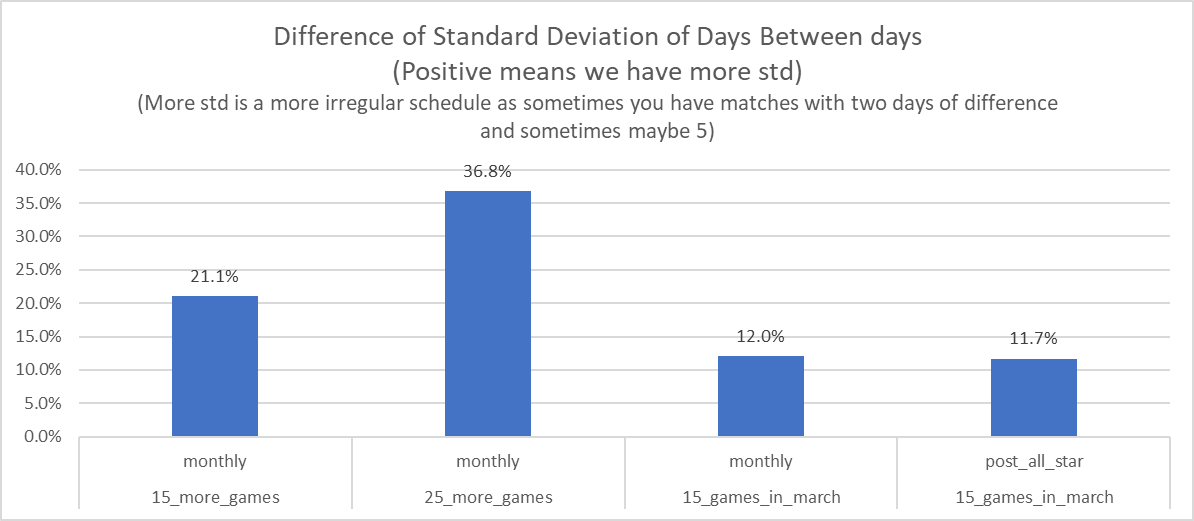 Difference of Standard Deviation of Days Between days
(Positive means we have more std)
(More std is a more irregular schedule as sometimes you have matches with two days of difference
and sometimes maybe 5)
40.0%
35.0%
30.0%
25.0%
20.0%
15.0%
10.0%
5.0%
0.0%
21.1%
36.8%
12.0%
11.7%
monthly
monthly
monthly
post_all_star
15_more_games
25_more_games
15_games_in_march
15_games_in_march